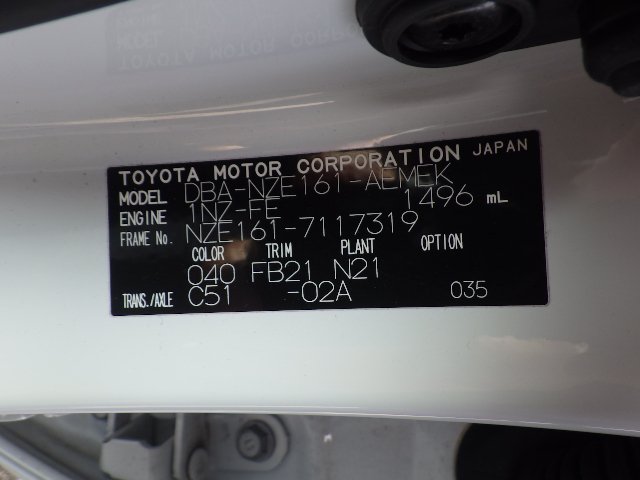 TOYOTA MOTOR CORPORATION JAPAN
MODEL DBA-NZE161-AEMEK
ENGINE 1NZ-FE 1496 mL
FRAME No. NZE161-7117319
COLOR TRIM PLANT OPTION
040 FB21 N21
TRANS./AXLE C51 -02A 035